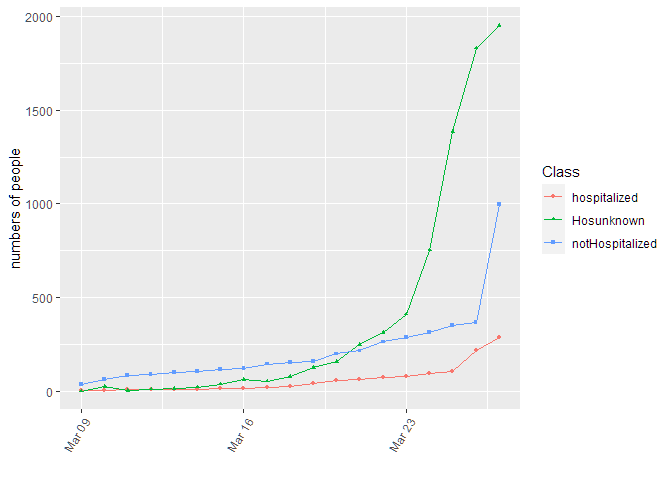 2000
1500
1000
500
0
numbers of people
Mar 09
Mar 16
Mar 23
Class
hospitalized
Hosunknown
notHospitalized